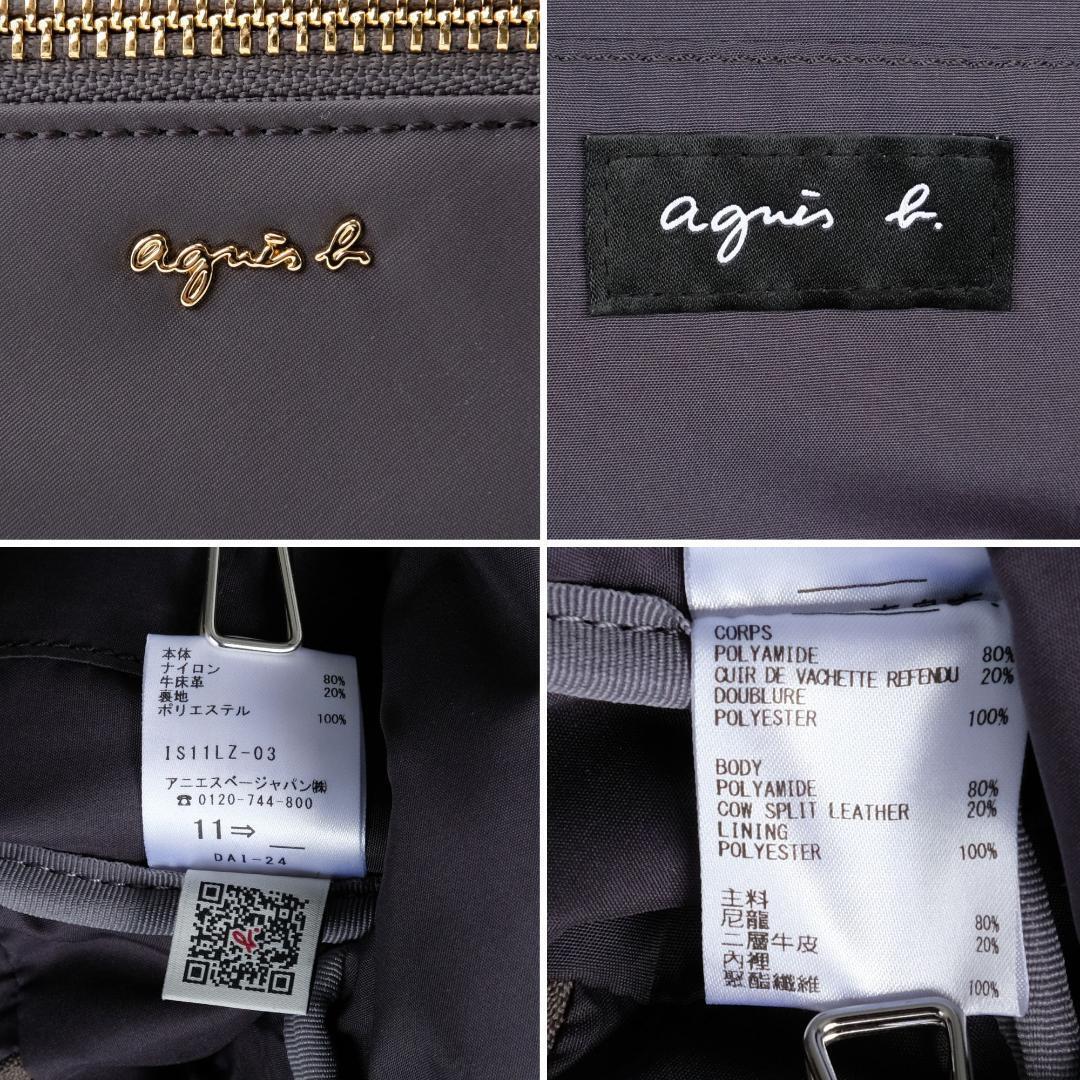 agnès b.
agnès b.
本体
ナイロン 80%
牛床革 20%
裏地
ポリエステル 100%
IS11LZ-03
アニエスベージャパン㈱
☎0120-744-800
11⇒
DAI-24
b.
CORPS
POLYAMIDE 80%
CUIR DE VACHETTE REFENDU 20%
DOUBLURE
POLYESTER 100%
BODY
POLYAMIDE 80%
COW SPLIT LEATHER 20%
LINING
POLYESTER 100%
主料
尼龍 80%
二層牛皮 20%
內裡
聚酯纖維 100%